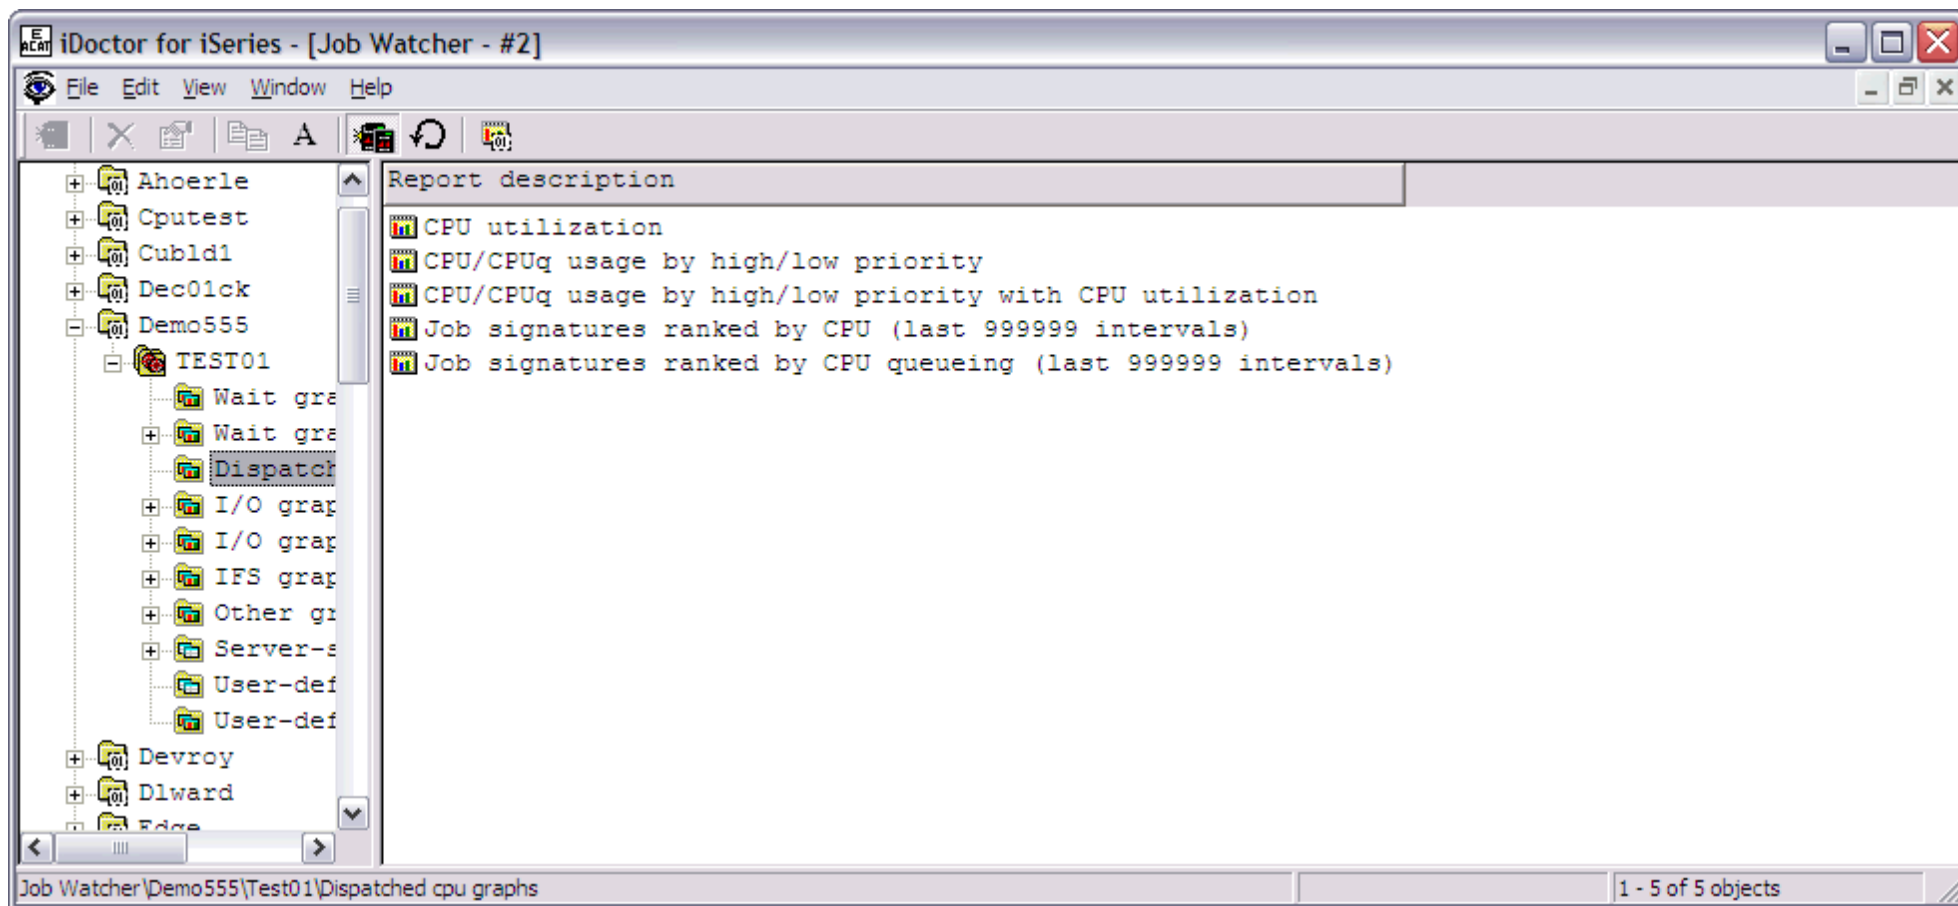 iDoctor for iSeries - [Job Watcher - #2]
File Edit View Window Help
A
Report description
Ahoerle
Cputest
Cubld1
Dec01ck
Demo555
TEST01
Wait gra
Wait gra
Dispatch
I/O grap
I/O grap
IFS grap
Other gr
Server-s
User-def
User-def
Devroy
Dlward
Edge
CPU utilization
CPU/CPUq usage by high/low priority
CPU/CPUq usage by high/low priority with CPU utilization
Job signatures ranked by CPU (last 999999 intervals)
Job signatures ranked by CPU queueing (last 999999 intervals)
Job Watcher\Demo555\Test01\Dispatched cpu graphs
1 - 5 of 5 objects